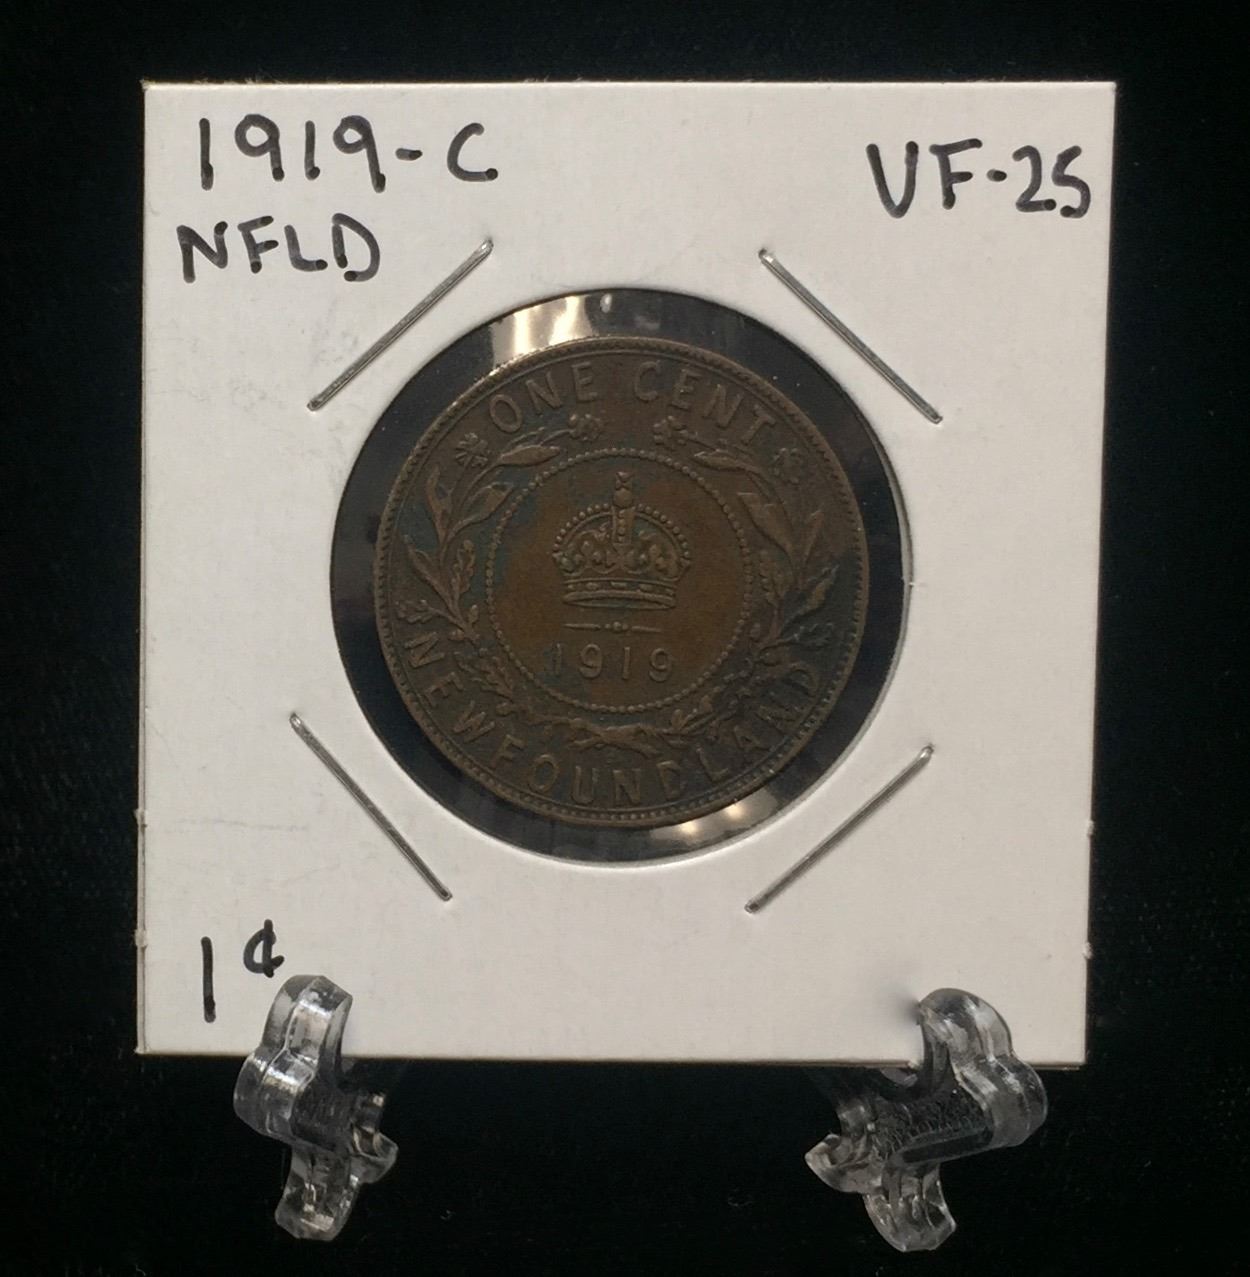 1919-C
NFLD
VF-25
ONE CENT
1919
NEWFOUNDLAND
1¢